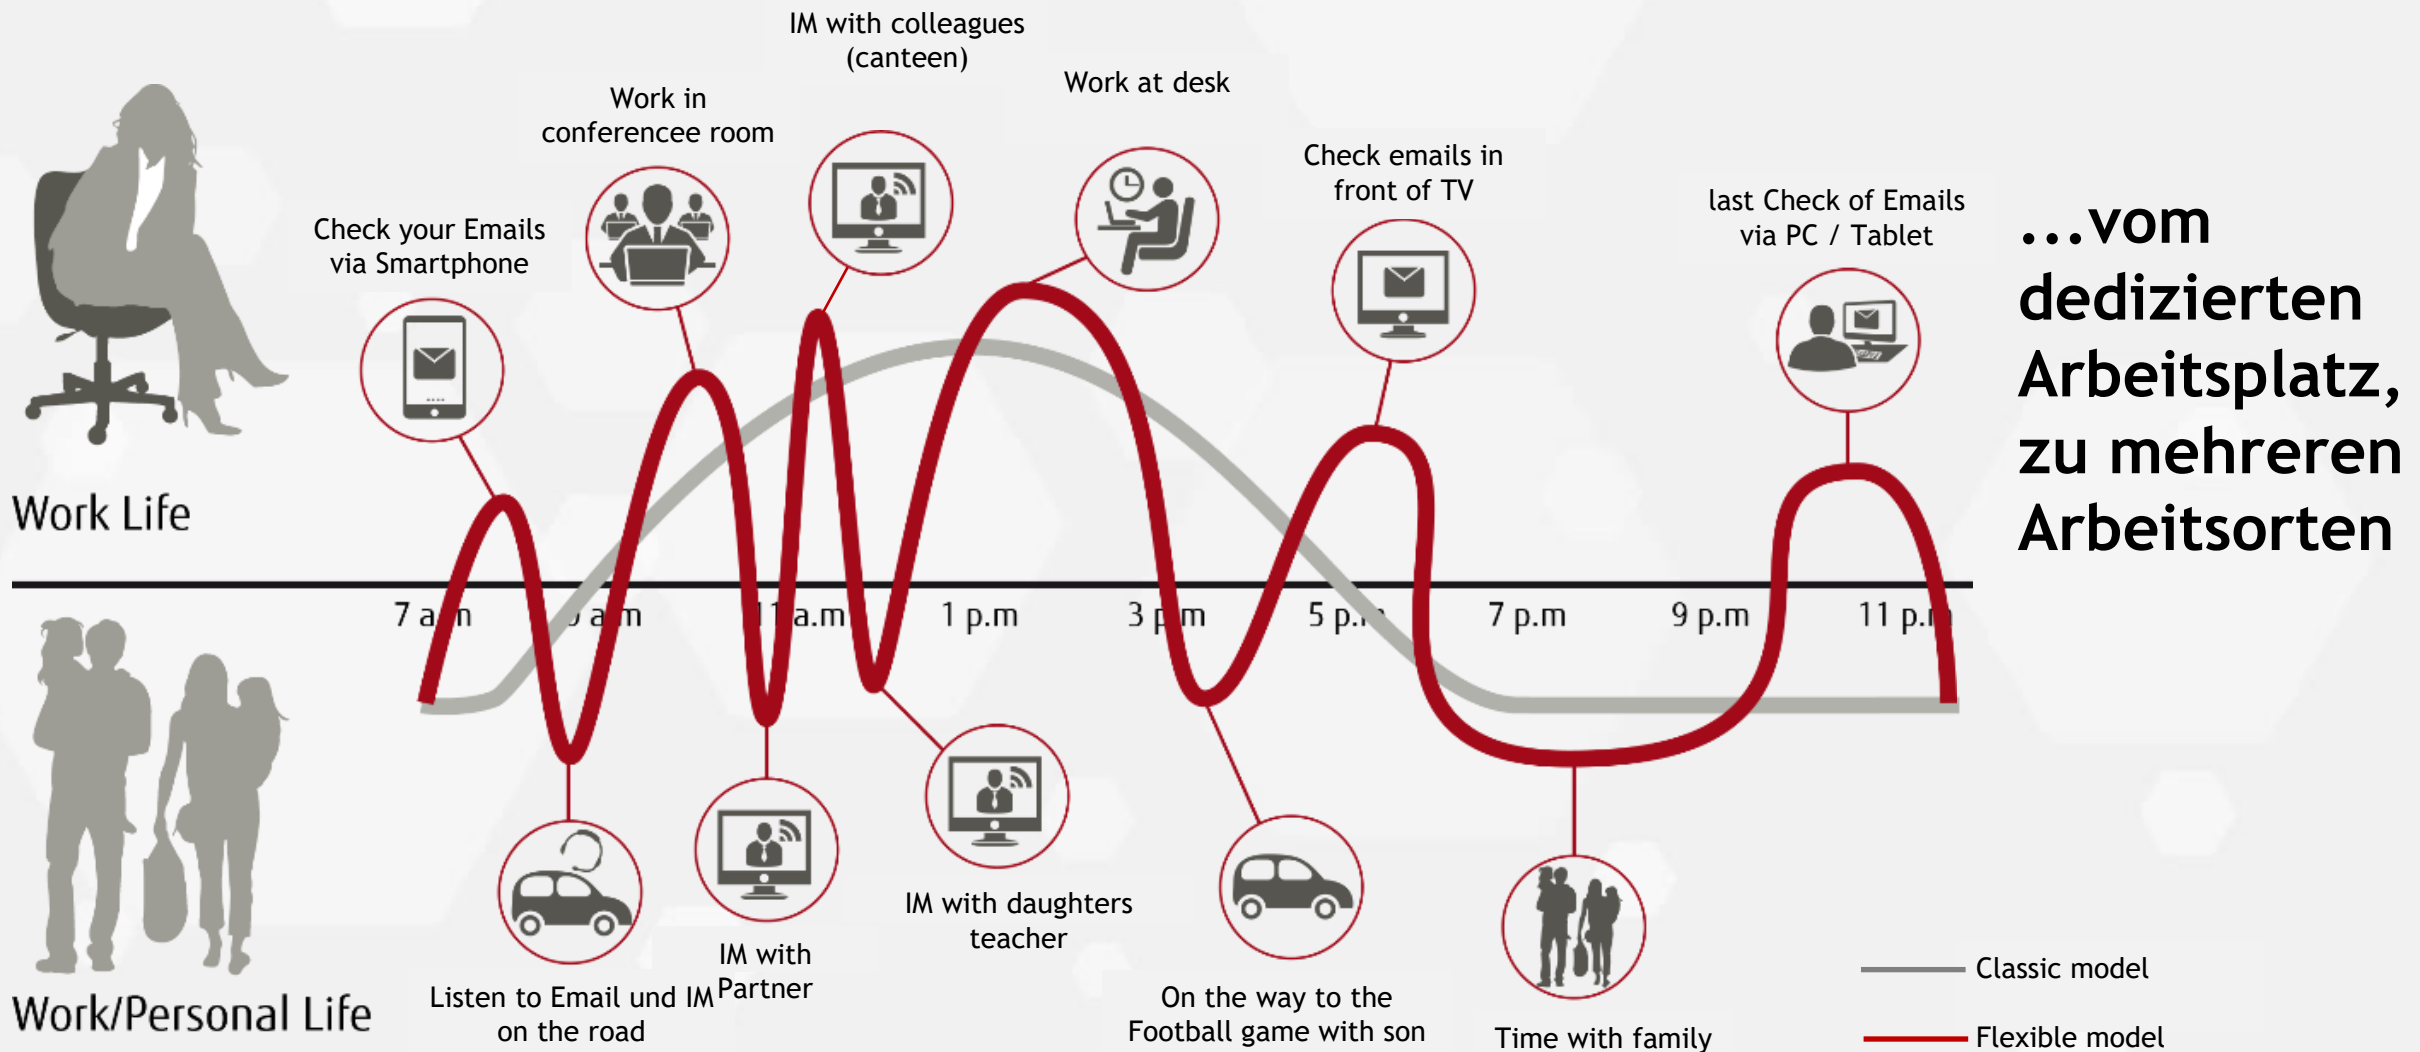 IM with colleagues
(canteen)
Work at desk
Work in
conferencee room
Check emails in
front of TV
last Check of Emails
via PC / Tablet
Check your Emails
via Smartphone
...vom
dedizierten
Arbeitsplatz,
zu mehreren
Arbeitsorten
Work Life
7 a.m 9 a.m 11 a.m 1 p.m 3 p.m 5 p.m 7 p.m 9 p.m 11 p.m
Work/Personal Life
Listen to Email und IM
on the road
IM with
Partner
IM with daughters
teacher
On the way to the
Football game with son
Time with family
Classic model
Flexible model